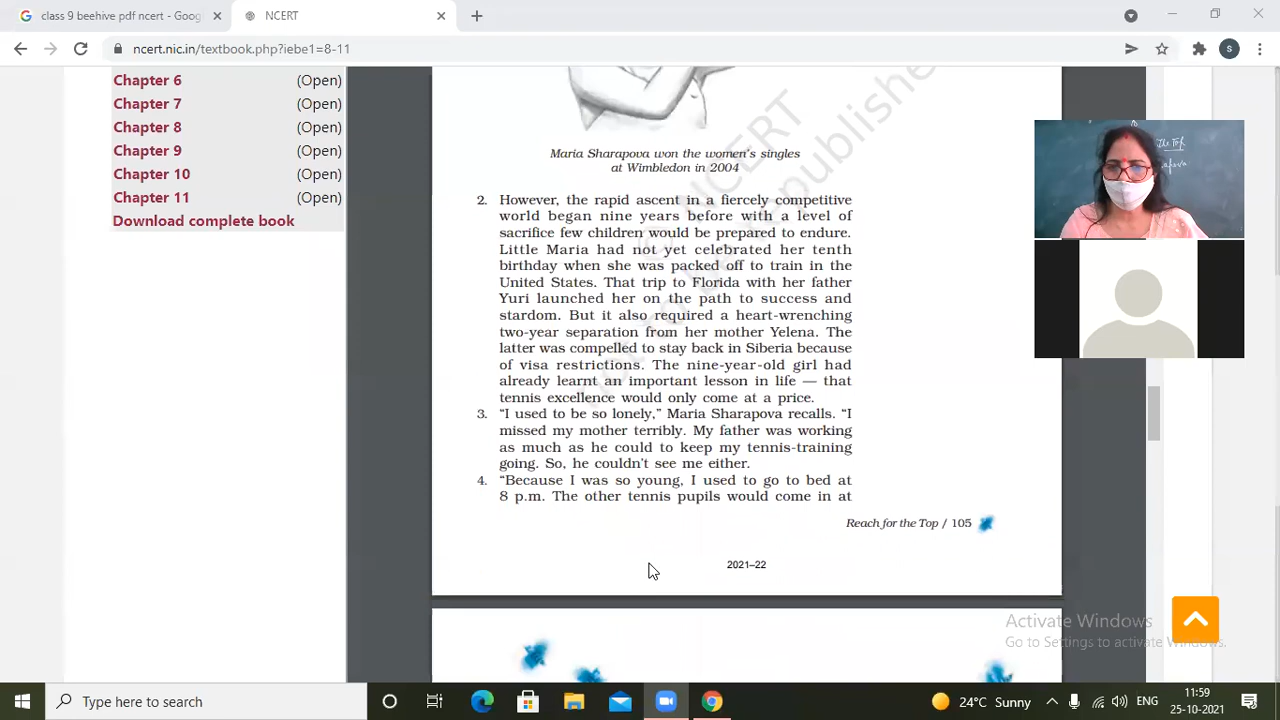 class 9 beehive pdf ncert - Goog
NCERT
ncert.nic.in/textbook.php?iebe1=8-11
S
Chapter 6 (Open)
Chapter 7 (Open)
Chapter 8 (Open)
Chapter 9 (Open)
Chapter 10 (Open)
Chapter 11 (Open)
Download complete book
© NCERT
not to be republished
Maria Sharapova won the women's singles
at Wimbledon in 2004
2. However, the rapid ascent in a fiercely competitive
world began nine years before with a level of
sacrifice few children would be prepared to endure.
Little Maria had not yet celebrated her tenth
birthday when she was packed off to train in the
United States. That trip to Florida with her father
Yuri launched her on the path to success and
stardom. But it also required a heart-wrenching
two-year separation from her mother Yelena. The
latter was compelled to stay back in Siberia because
of visa restrictions. The nine-year-old girl had
already learnt an important lesson in life — that
tennis excellence would only come at a price.
3. “I used to be so lonely,” Maria Sharapova recalls. “I
missed my mother terribly. My father was working
as much as he could to keep my tennis-training
going. So, he couldn't see me either.
4. “Because I was so young, I used to go to bed at
8 p.m. The other tennis pupils would come in at
Reach for the Top / 105
2021–22
the Top
Activate Windows
Go to Settings to activate Windows.
Type here to search
24°C Sunny
ENG
11:59
25-10-2021